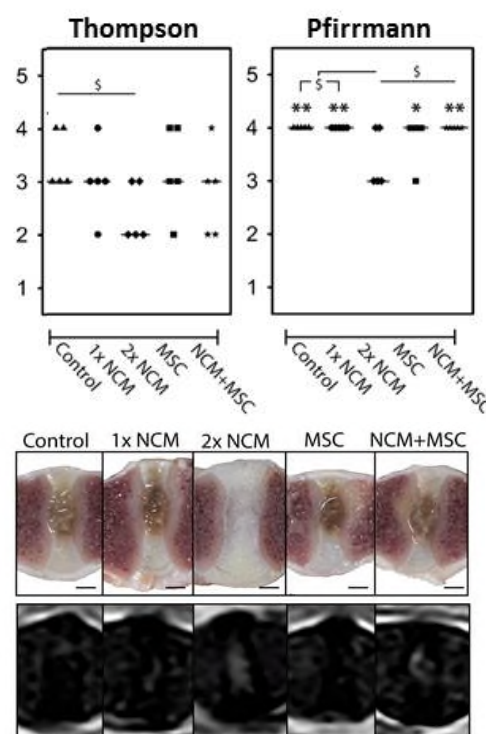 Thompson
5
4
3
2
1
$
Control
1x NCM
2x NCM
MSC
NCM+MSC
Pfirrmann
5
4
3
2
1
$
$
** ** * **
Control
1x NCM
2x NCM
MSC
NCM+MSC
Control 1x NCM 2x NCM MSC NCM+MSC